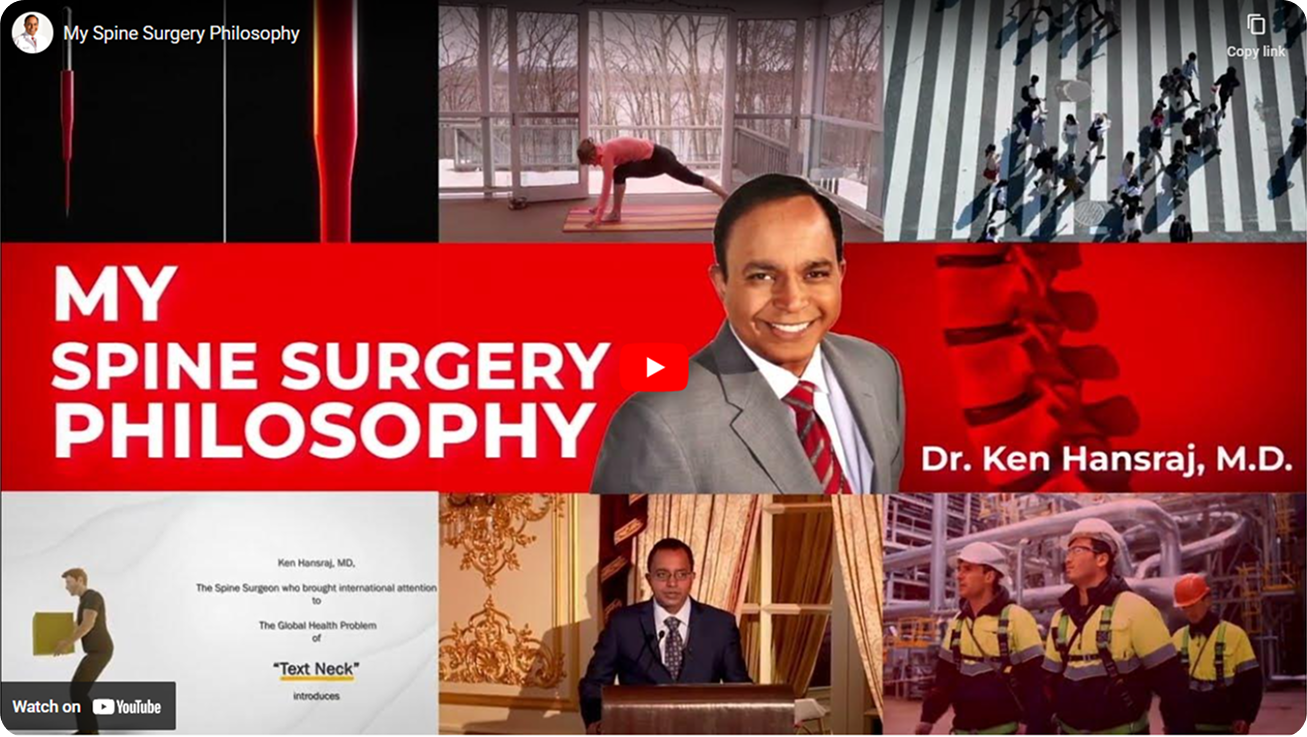 My Spine Surgery Philosophy
Copy link
MY
SPINE SURGERY
PHILOSOPHY
Dr. Ken Hansraj, M.D.
Ken Hansraj, MD,
The Spine Surgeon who brought international attention
to
The Global Health Problem
of
“Text Neck”
introduces
Watch on YouTube